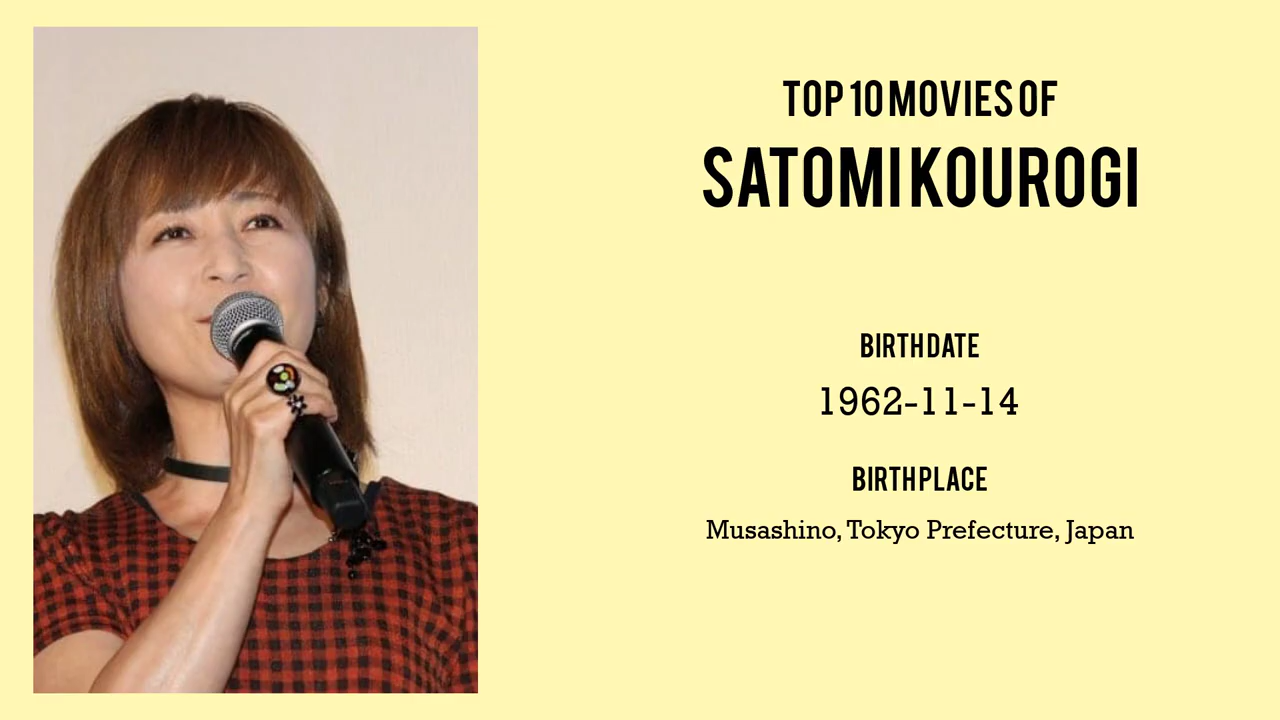 TOP 10 MOVIES OF
SATOMI KOUROGI
BIRTHDATE
1962-11-14
BIRTHPLACE
Musashino, Tokyo Prefecture, Japan